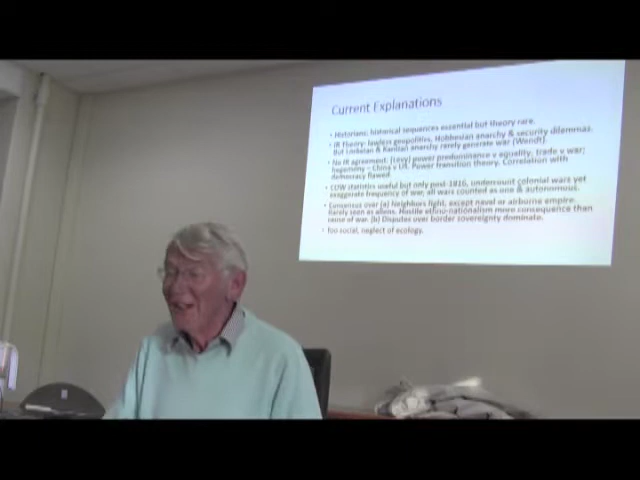 Current Explanations
• Historians: historical sequences essential but theory rare.
• IR theory: lawless geopolitics, Hobbesian anarchy & security dilemmas.
But Lockean & Kantian anarchy rarely generate war (Wendt).
• No IR agreement: (Levy) power predominance v equality, trade v war;
hegemony – China v US. Power transition theory. Correlation with
democracy flawed
• COW statistics useful but only post-1816, undercount colonial wars yet
exaggerate frequency of war; all wars counted as one & autonomous.
• Consensus over (a) Neighbors fight, except naval or airborne empire.
Rarely seen as aliens. Hostile ethno-nationalism more consequence than
cause of war. (b) Disputes over border sovereignty dominate.
• Too social, neglect of ecology.